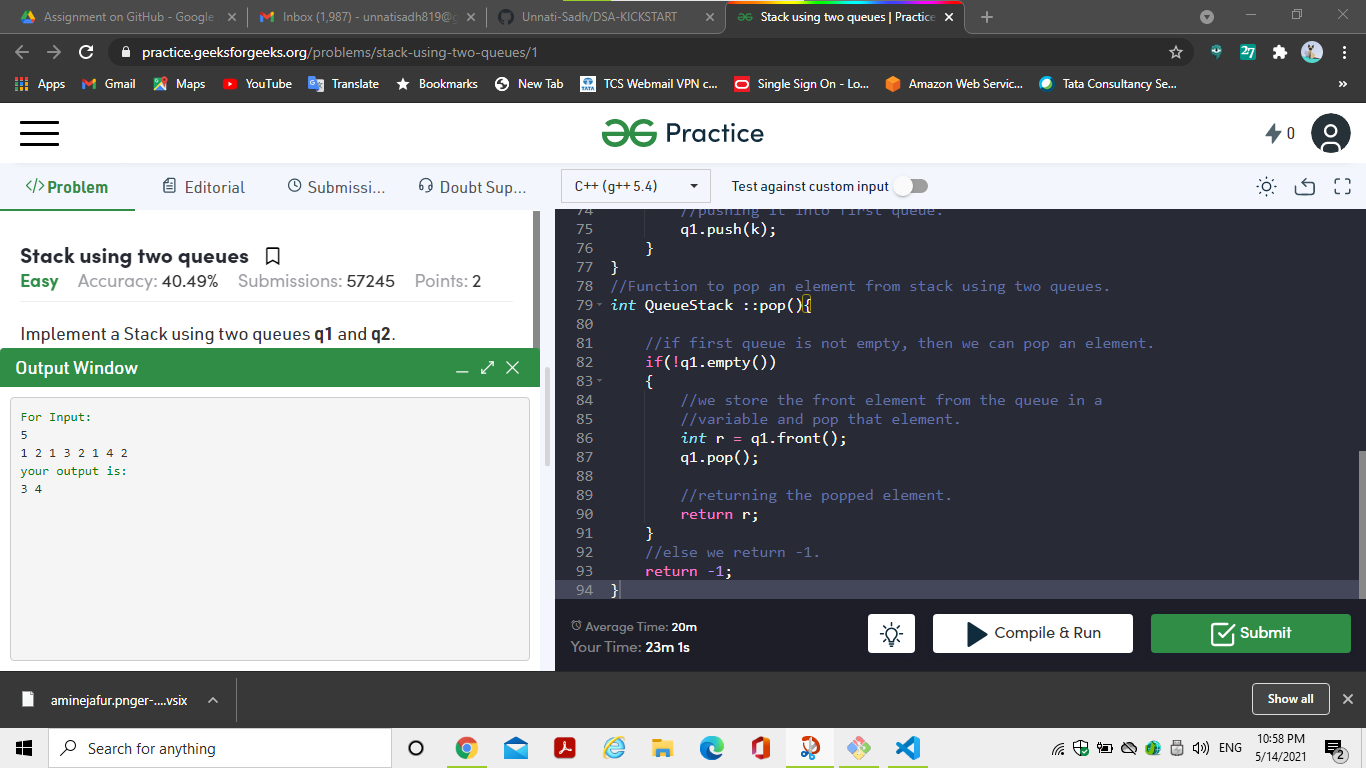 Assignment on GitHub - Google
Inbox (1,987) - unnatisadh819@g
Unnati-Sadh/DSA-KICKSTART
Stack using two queues | Practice
practice.geeksforgeeks.org/problems/stack-using-two-queues/1
27
Apps
Gmail
Maps
YouTube
Translate
Bookmarks
New Tab
TCS Webmail VPN c...
Single Sign On - Lo...
Amazon Web Servic...
Tata Consultancy Se...
»
Practice
0
</>Problem
Editorial
Submissi...
Doubt Sup...
C++ (g++ 5.4)
Test against custom input
Stack using two queues
Easy Accuracy: 40.49% Submissions: 57245 Points: 2
Implement a Stack using two queues q1 and q2.
Output Window
For Input:
5
1 2 1 3 2 1 4 2
your output is:
3 4
74 //pushing it into first queue.
75 q1.push(k);
76 }
77 }
78 //Function to pop an element from stack using two queues.
79 int QueueStack ::pop(){
80
81 //if first queue is not empty, then we can pop an element.
82 if(!q1.empty())
83 {
84 //we store the front element from the queue in a
85 //variable and pop that element.
86 int r = q1.front();
87 q1.pop();
88
89 //returning the popped element.
90 return r;
91 }
92 //else we return -1.
93 return -1;
94 }
Average Time: 20m
Your Time: 23m 1s
Compile & Run
Submit
aminejafur.pnger-....vsix
Show all
Search for anything
ENG
10:58 PM
5/14/2021
2